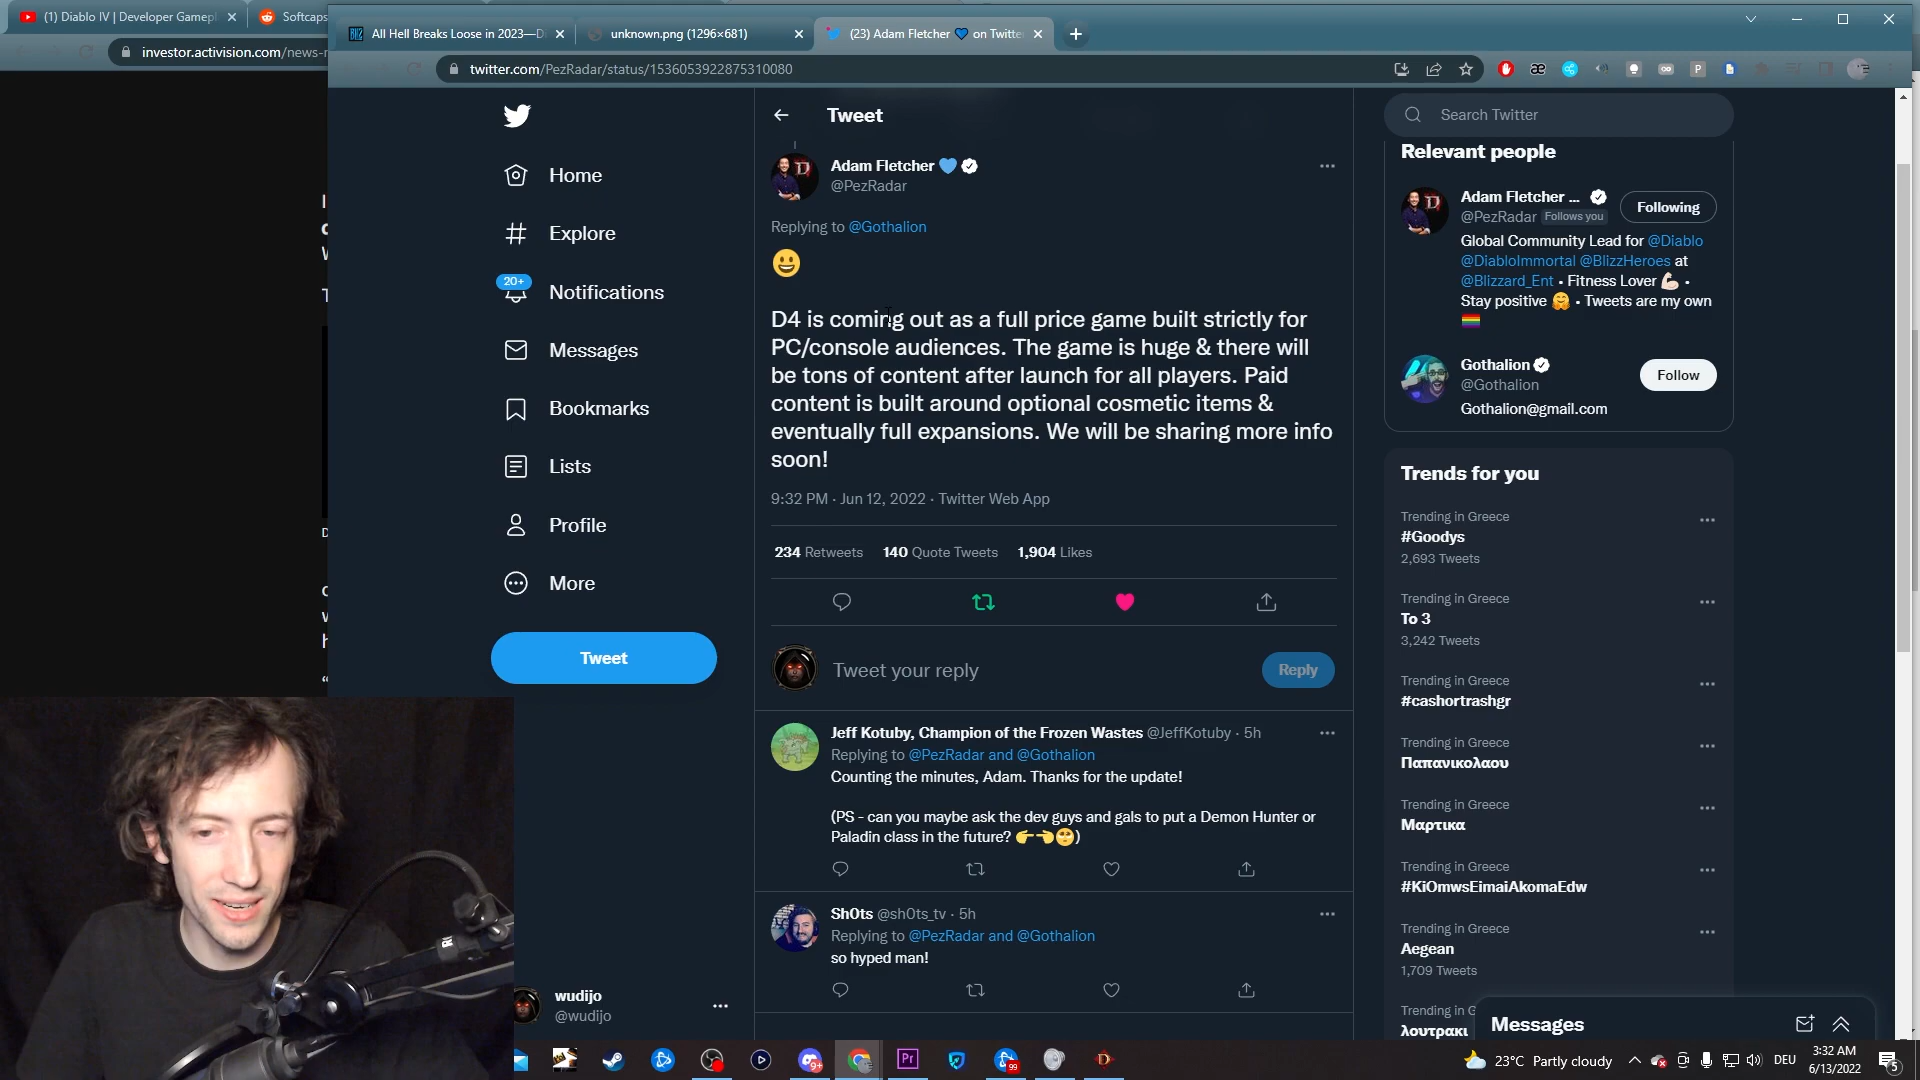 (1) Diablo IV | Developer Gamepl
Softcaps
All Hell Breaks Loose in 2023—D
unknown.png (1296×681)
(23) Adam Fletcher 💙 on Twitte
investor.activision.com/news-r
twitter.com/PezRadar/status/1536053922875310080
Home
Explore
20+
Notifications
Messages
Bookmarks
Lists
Profile
More
Tweet
wudijo
@wudijo
Tweet
Adam Fletcher 💙
@PezRadar
Replying to @Gothalion
😀
D4 is coming out as a full price game built strictly for
PC/console audiences. The game is huge & there will
be tons of content after launch for all players. Paid
content is built around optional cosmetic items &
eventually full expansions. We will be sharing more info
soon!
9:32 PM · Jun 12, 2022 · Twitter Web App
234 Retweets 140 Quote Tweets 1,904 Likes
Tweet your reply
Reply
Jeff Kotuby, Champion of the Frozen Wastes @JeffKotuby · 5h
Replying to @PezRadar and @Gothalion
Counting the minutes, Adam. Thanks for the update!
(PS - can you maybe ask the dev guys and gals to put a Demon Hunter or
Paladin class in the future? 👉👈🙄)
Sh0ts @sh0ts_tv · 5h
Replying to @PezRadar and @Gothalion
so hyped man!
Search Twitter
Relevant people
Adam Fletcher ...
@PezRadar Follows you
Following
Global Community Lead for @Diablo
@DiabloImmortal @BlizzHeroes at
@Blizzard_Ent • Fitness Lover 💪🏻 •
Stay positive 🤗 • Tweets are my own
🏳️‍🌈
Gothalion
@Gothalion
Follow
Gothalion@gmail.com
Trends for you
Trending in Greece
#Goodys
2,693 Tweets
Trending in Greece
To 3
3,242 Tweets
Trending in Greece
#cashortrashgr
Trending in Greece
Παπανικολαου
Trending in Greece
Μαρτικα
Trending in Greece
#KiOmwsEimaiAkomaEdw
Trending in Greece
Aegean
1,709 Tweets
Trending in G
λουτρακι
Messages
23°C Partly cloudy
DEU
3:32 AM
6/13/2022
5